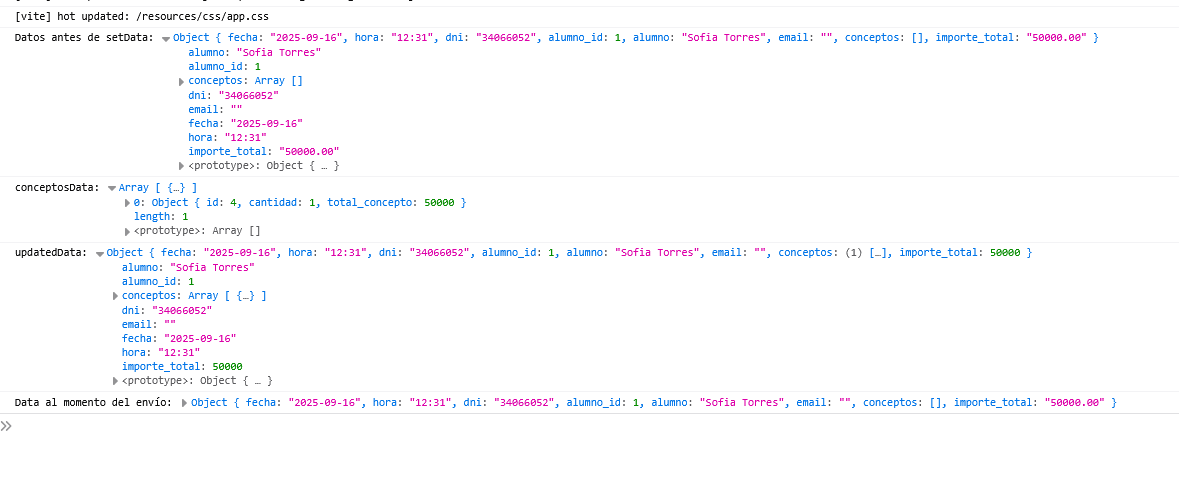 [vite] hot updated: /resources/css/app.css
Datos antes de setData: Object { fecha: "2025-09-16", hora: "12:31", dni: "34066052", alumno_id: 1, alumno: "Sofia Torres", email: "", conceptos: [], importe_total: "50000.00" }
alumno: "Sofia Torres"
alumno_id: 1
conceptos: Array []
dni: "34066052"
email: ""
fecha: "2025-09-16"
hora: "12:31"
importe_total: "50000.00"
<prototype>: Object { … }
conceptosData: Array [ {…} ]
0: Object { id: 4, cantidad: 1, total_concepto: 50000 }
length: 1
<prototype>: Array []
updatedData: Object { fecha: "2025-09-16", hora: "12:31", dni: "34066052", alumno_id: 1, alumno: "Sofia Torres", email: "", conceptos: (1) […], importe_total: 50000 }
alumno: "Sofia Torres"
alumno_id: 1
conceptos: Array [ {…} ]
dni: "34066052"
email: ""
fecha: "2025-09-16"
hora: "12:31"
importe_total: 50000
<prototype>: Object { … }
Data al momento del envío: Object { fecha: "2025-09-16", hora: "12:31", dni: "34066052", alumno_id: 1, alumno: "Sofia Torres", email: "", conceptos: [], importe_total: "50000.00" }